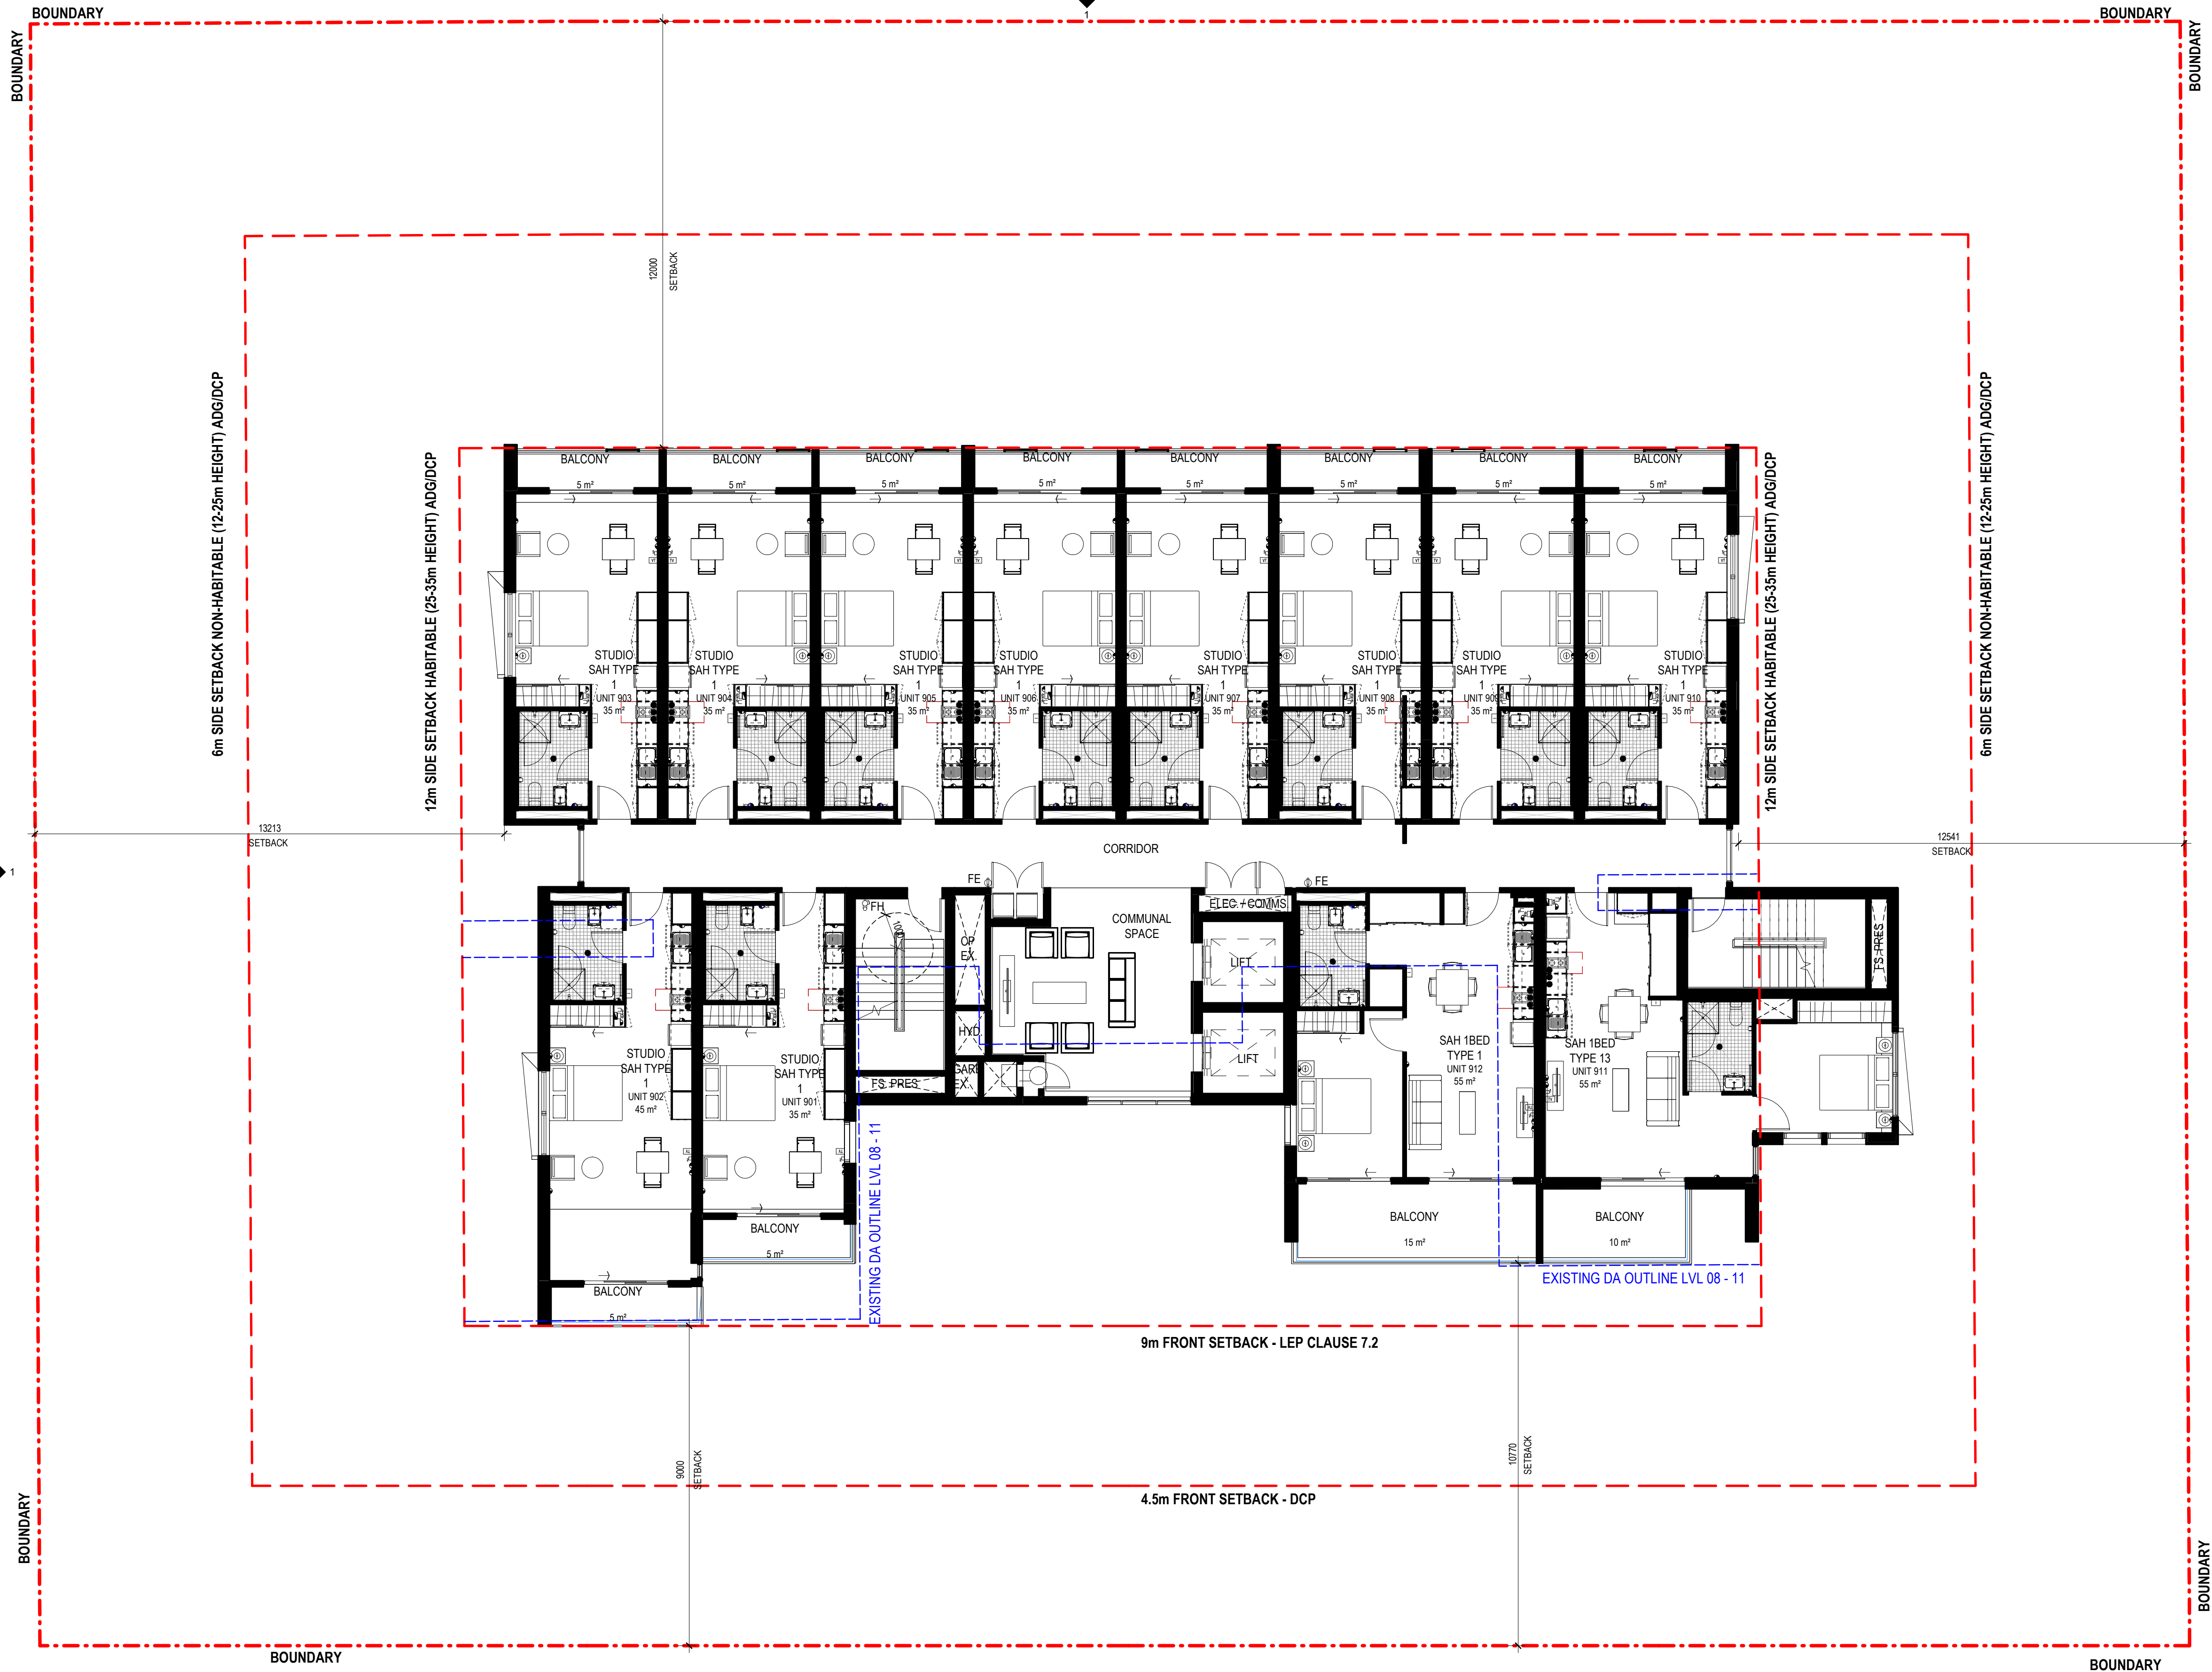 BOUNDARY
1
BOUNDARY
BOUNDARY
BOUNDARY
12000
SETBACK
6m SIDE SETBACK NON-HABITABLE (12-25m HEIGHT) ADG/DCP
12m SIDE SETBACK HABITABLE (25-35m HEIGHT) ADG/DCP
12m SIDE SETBACK HABITABLE (25-35m HEIGHT) ADG/DCP
6m SIDE SETBACK NON-HABITABLE (12-25m HEIGHT) ADG/DCP
BALCONY
5 m²
BALCONY
5 m²
BALCONY
5 m²
BALCONY
5 m²
BALCONY
5 m²
BALCONY
5 m²
BALCONY
5 m²
BALCONY
5 m²
STUDIO
SAH TYPE
1
UNIT 903
35 m²
STUDIO
SAH TYPE
1
UNIT 904
35 m²
STUDIO
SAH TYPE
1
UNIT 905
35 m²
STUDIO
SAH TYPE
1
UNIT 906
35 m²
STUDIO
SAH TYPE
1
UNIT 907
35 m²
STUDIO
SAH TYPE
1
UNIT 908
35 m²
STUDIO
SAH TYPE
1
UNIT 909
35 m²
STUDIO
SAH TYPE
1
UNIT 910
35 m²
13213
SETBACK
12541
SETBACK
CORRIDOR
1
FE
FE
FH
ELEC. + COMMS
COMMUNAL
SPACE
OP
EX.
LIFT
FS PRES
HYD
LIFT
GARB
EX.
FS PRES
STUDIO
SAH TYPE
1
UNIT 902
45 m²
STUDIO
SAH TYPE
1
UNIT 901
35 m²
SAH 1BED
TYPE 1
UNIT 912
55 m²
SAH 1BED
TYPE 13
UNIT 911
55 m²
EXISTING DA OUTLINE LVL 08 - 11
BALCONY
5 m²
BALCONY
15 m²
BALCONY
10 m²
EXISTING DA OUTLINE LVL 08 - 11
BALCONY
5 m²
9m FRONT SETBACK - LEP CLAUSE 7.2
9000
SETBACK
10770
SETBACK
4.5m FRONT SETBACK - DCP
BOUNDARY
BOUNDARY
BOUNDARY
BOUNDARY